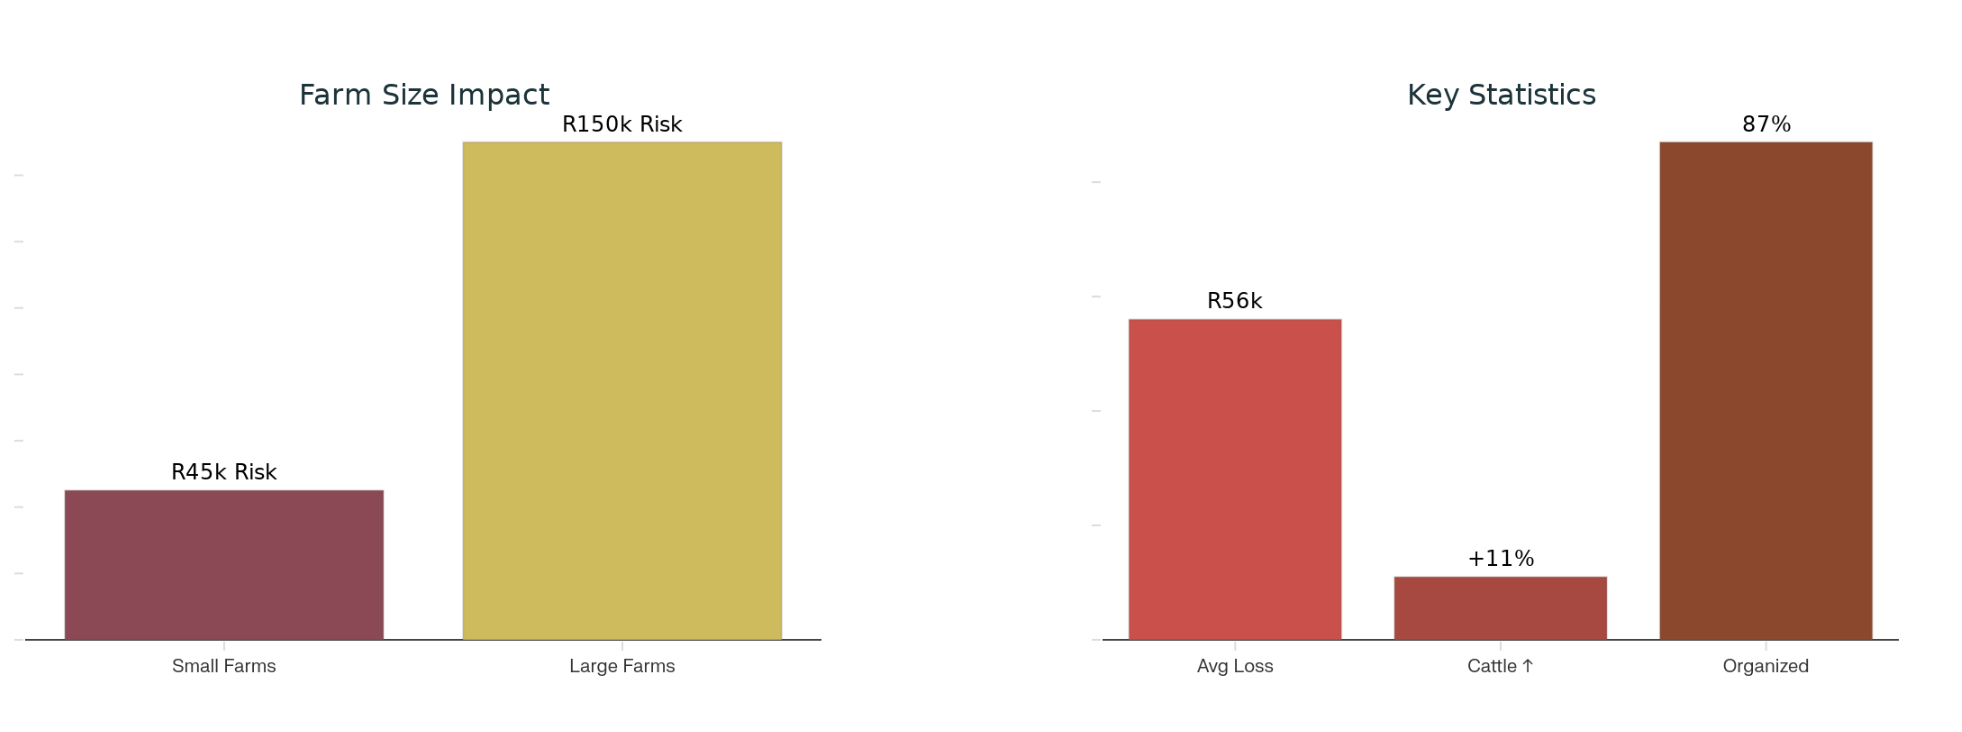 Farm Size Impact
R150k Risk
R45k Risk
Small Farms
Large Farms
Key Statistics
87%
R56k
+11%
Avg Loss
Cattle ↑
Organized